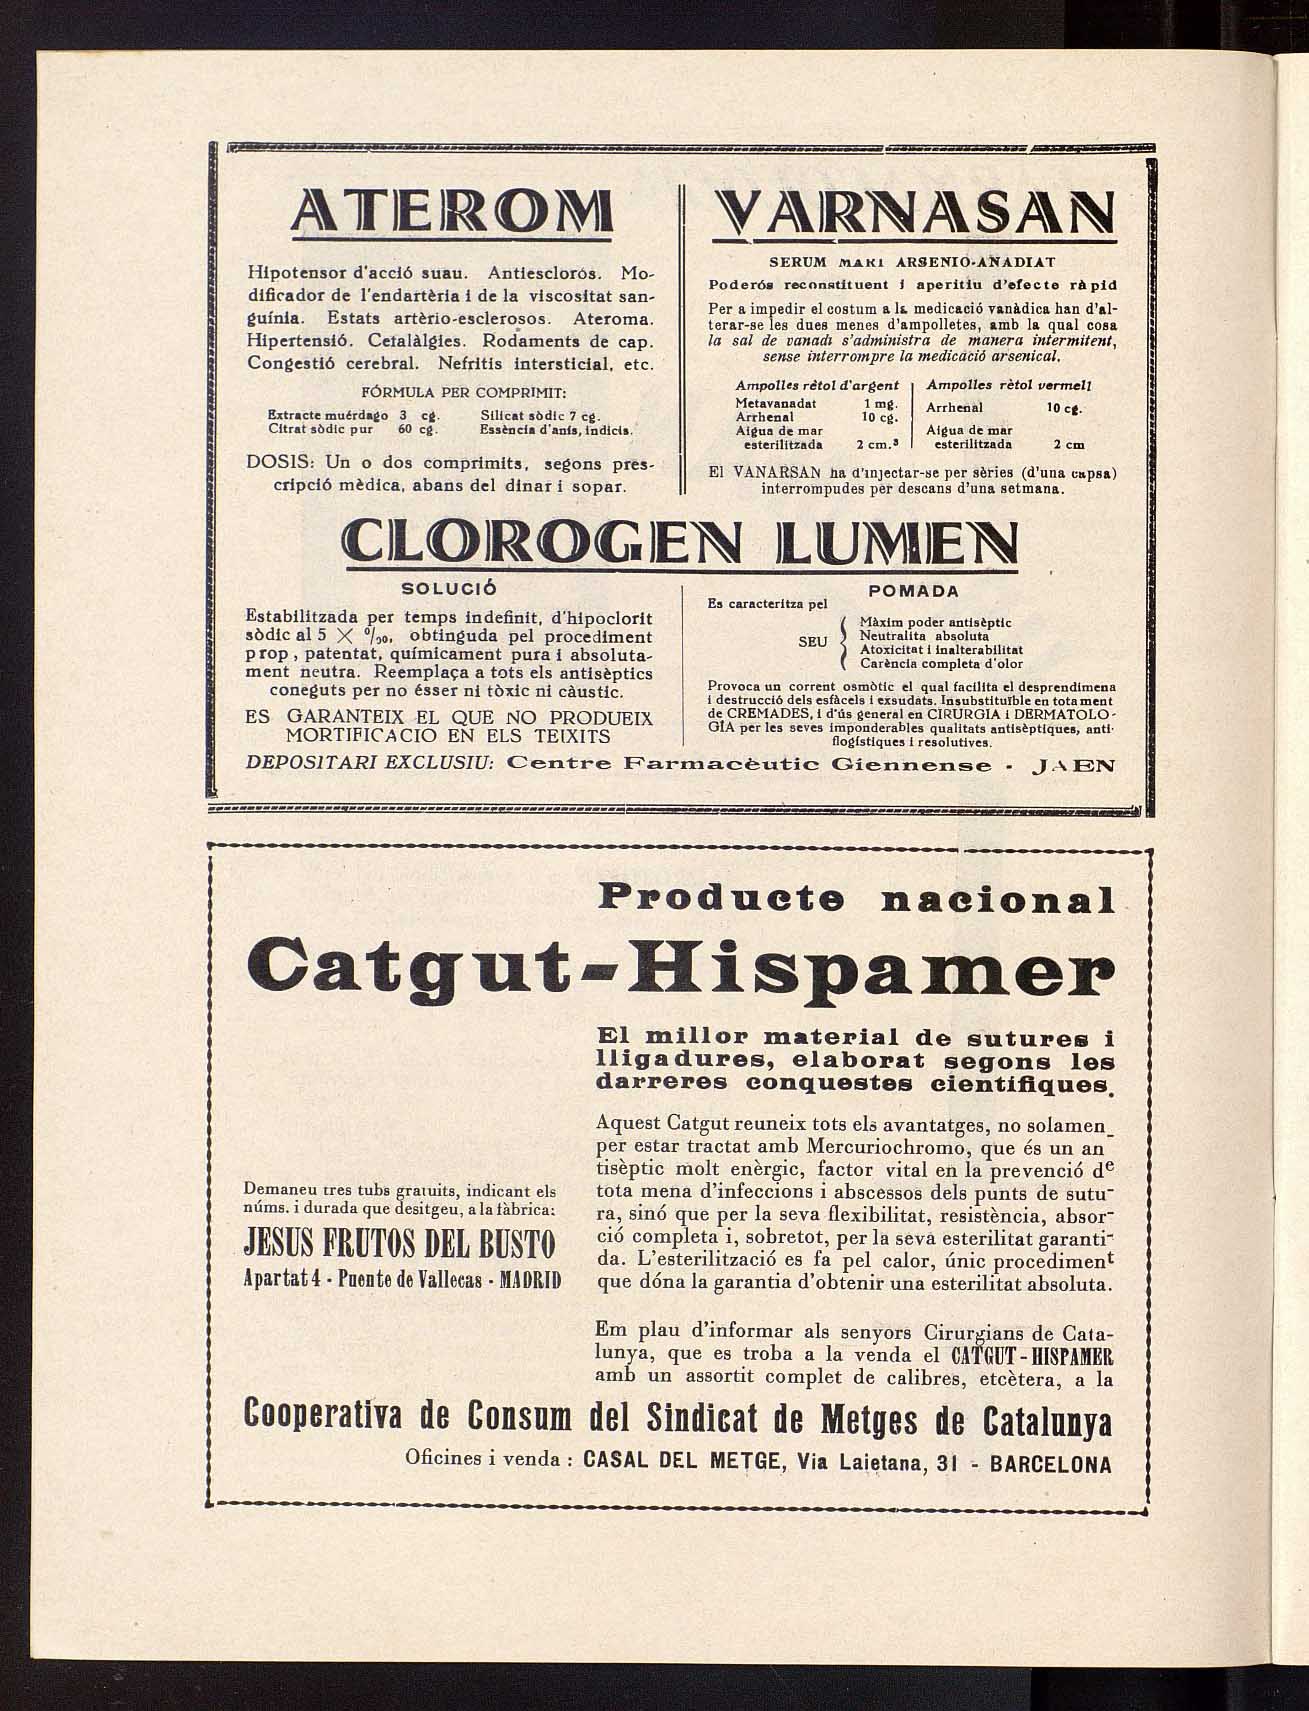 ATEROM
Hipotensor d'acció suau. Antiesclorós. Mo-
dificador de l'endartèria i de la viscositat san-
guínia. Estats artèrio-esclerosos. Ateroma.
Hipertensió. Cefalàlgies. Rodaments de cap.
Congestió cerebral. Nefritis intersticial, etc.
FÓRMULA PER COMPRIMIT:
Extracte muérdago 3 cg. Silicat sòdic 7 cg.
Citrat sòdic pur 60 cg. Essència d'anís, indicis.
DOSIS: Un o dos comprimits, segons pres-
cripció mèdica, abans del dinar i sopar.
VARNASAN
SERUM MARI ARSENIO-ANADIAT
Poderós reconstituent i aperitiu d'efecte ràpid
Per a impedir el costum a la medicació vanàdica han d'al-
terar-se les dues menes d'ampolletes, amb la qual cosa
la sal de vanadi s'administra de manera intermitent,
sense interrompre la medicació arsenical.
Ampolles rètol d'argent
Metavanadat 1 mg.
Arrhenal 10 cg.
Aigua de mar
esterilitzada 2 cm.³
Ampolles rètol vermell
Arrhenal 10 cg.
Aigua de mar
esterilitzada 2 cm
El VANARSAN ha d'injectar-se per sèries (d'una capsa)
interrompudes per descans d'una setmana.
CLOROGEN LUMEN
SOLUCIÓ
Estabilitzada per temps indefinit, d'hipoclorit
sòdic al 5 X º/₀₀, obtinguda pel procediment
prop, patentat, químicament pura i absoluta-
ment neutra. Reemplaça a tots els antisèptics
coneguts per no ésser ni tòxic ni càustic.
ES GARANTEIX EL QUE NO PRODUEIX
MORTIFICACIO EN ELS TEIXITS
POMADA
Es caracteritza pel
SEU
Màxim poder antisèptic
Neutralita absoluta
Atoxicitat i inalterabilitat
Carència completa d'olor
Provoca un corrent osmòtic el qual facilita el desprendimena
i destrucció dels esfàcels i exsudats. Insubstituïble en totament
de CREMADES, i d'ús general en CIRURGIA i DERMATOLO-
GIA per les seves imponderables qualitats antisèptiques, anti-
flogístiques i resolutives.
DEPOSITARI EXCLUSIU: Centre Farmacèutic Giennense - JAEN
Producte nacional
Catgut-Hispamer
El millor material de sutures i
lligadures, elaborat segons les
darreres conquestes científiques.
Aquest Catgut reuneix tots els avantatges, no solamen_
per estar tractat amb Mercuriochromo, que és un an
tisèptic molt enèrgic, factor vital en la prevenció de
tota mena d'infeccions i abscessos dels punts de sutu-
ra, sinó que per la seva flexibilitat, resistència, absor-
ció completa i, sobretot, per la seva esterilitat garanti-
da. L'esterilització es fa pel calor, únic procediment
que dóna la garantia d'obtenir una esterilitat absoluta.
Demaneu tres tubs gratuits, indicant els
núms. i durada que desitgeu, a la fàbrica:
JESUS FRUTOS DEL BUSTO
Apartat 4 - Puente de Vallecas - MADRID
Em plau d'informar als senyors Cirurgians de Cata-
lunya, que es troba a la venda el CATGUT-HISPAMER
amb un assortit complet de calibres, etcètera, a la
Cooperativa de Consum del Sindicat de Metges de Catalunya
Oficines i venda : CASAL DEL METGE, Via Laietana, 31 - BARCELONA